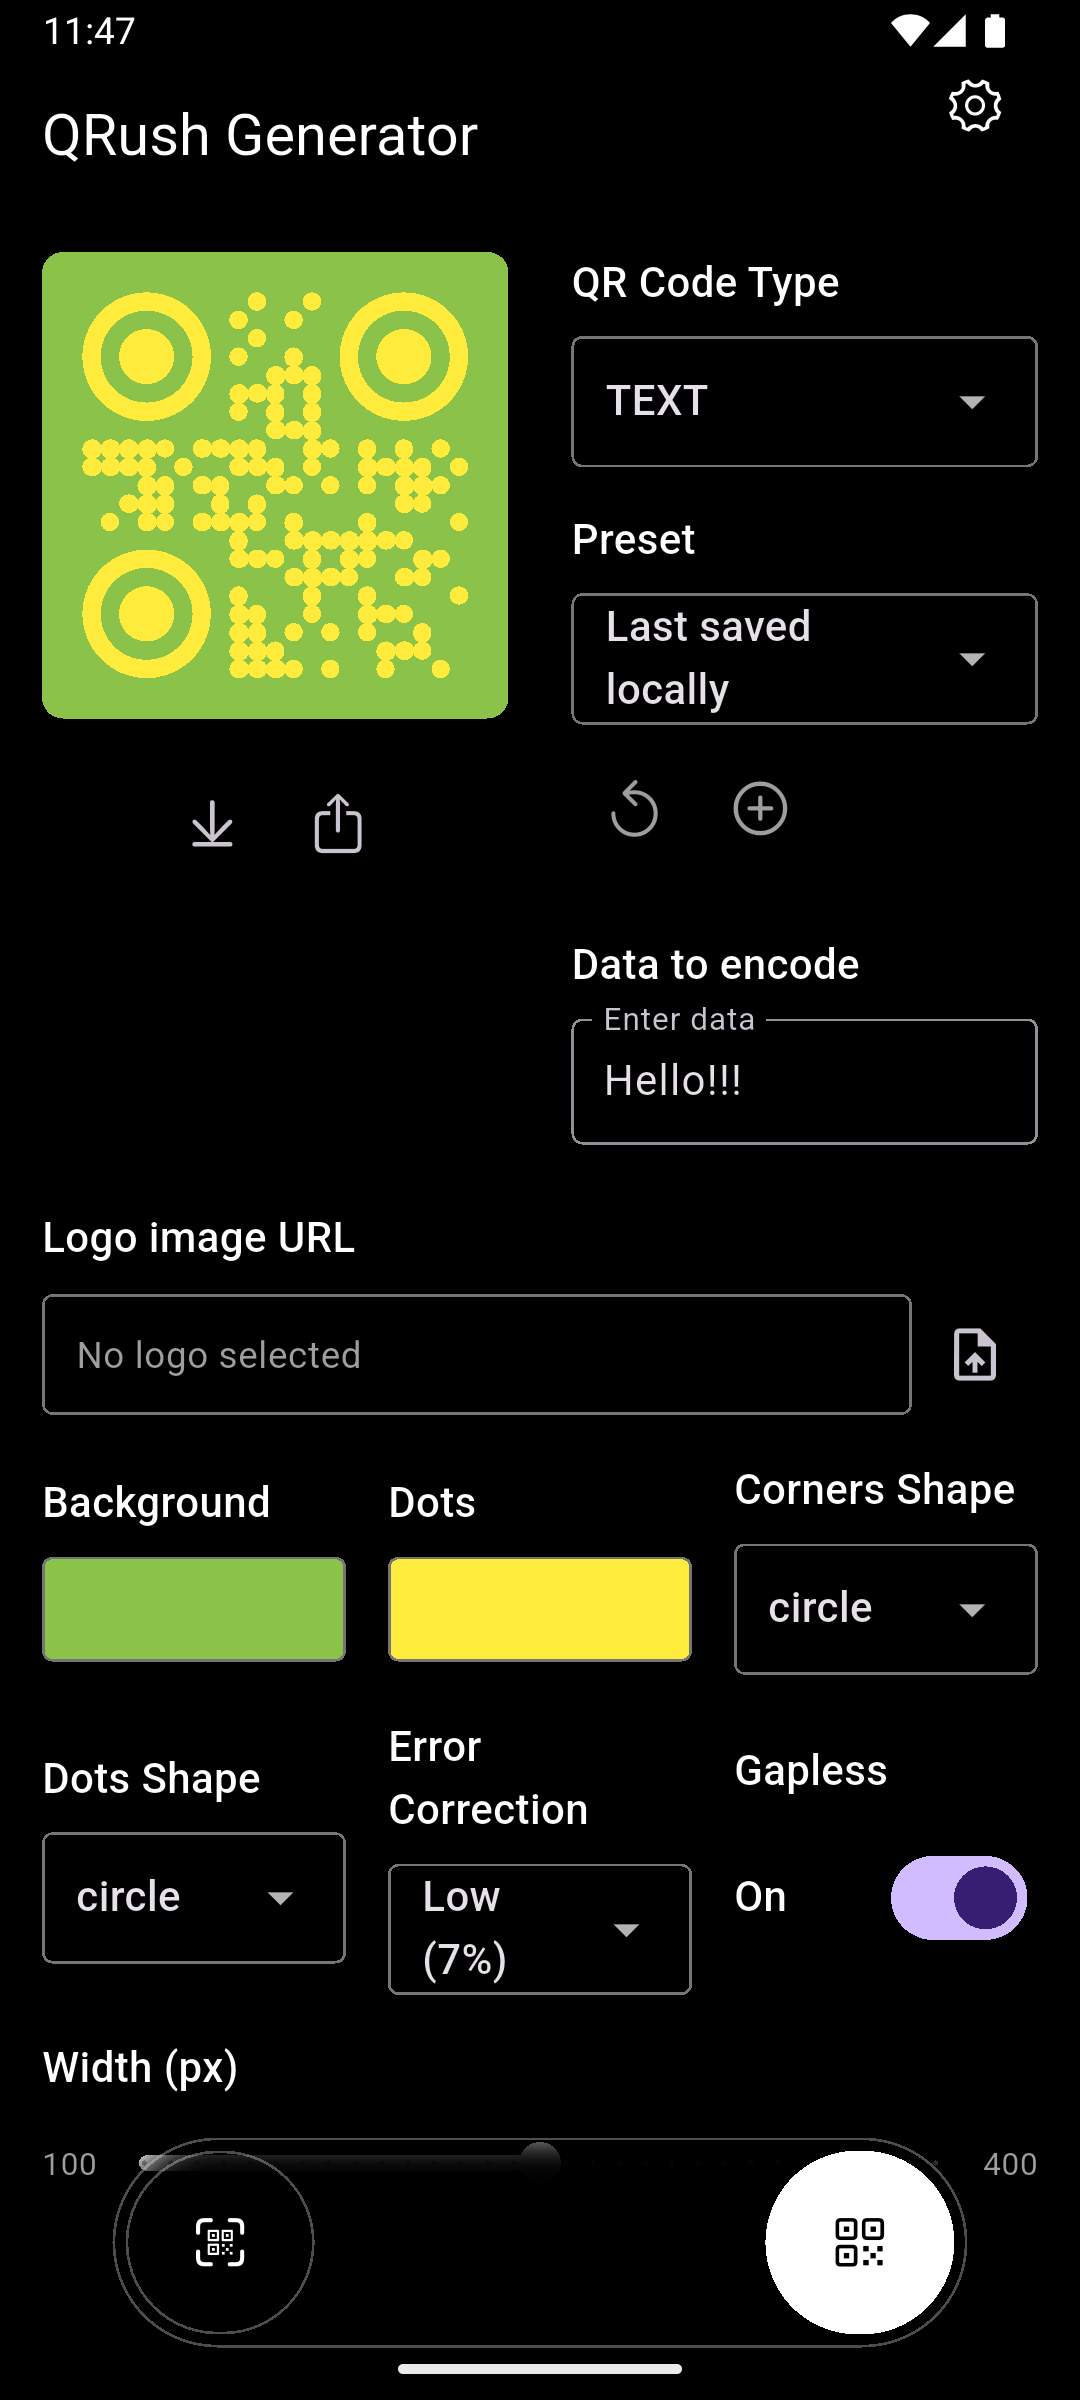 11:47
QRush Generator
QR Code Type
TEXT
Preset
Last saved
locally
Data to encode
Enter data
Hello!!!
Logo image URL
No logo selected
Background
Dots
Corners Shape
circle
Dots Shape
circle
Error
Correction
Low
(7%)
Gapless
On
Width (px)
100
400